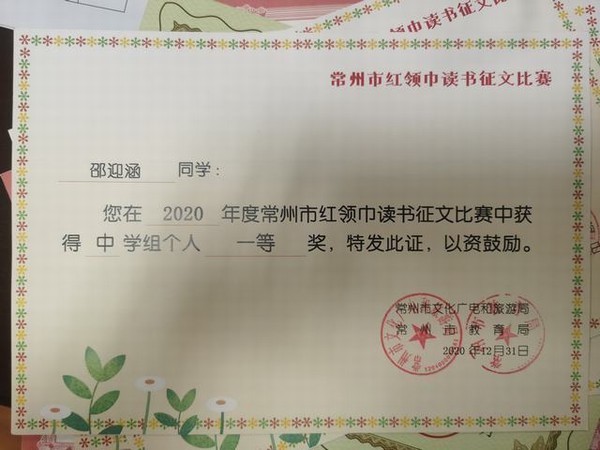 常州市红领巾读书征文比赛
邵迎涵 同学：
您在 2020 年度常州市红领巾读书征文比赛中获
得 中 学组个人 一等 奖，特发此证，以资鼓励。
常州市文化广电和旅游局
常州市教育局
2020年12月31日